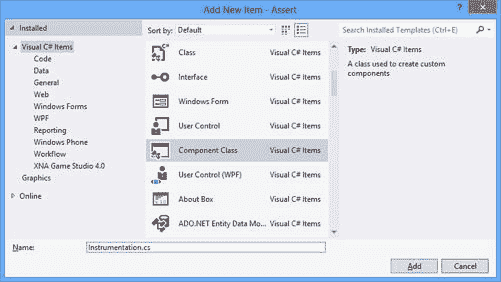 Add New Item - Assert
? x
Installed
Sort by: Default
Search Installed Templates (Ctrl+E)
Visual C# Items
Code
Data
General
Web
Windows Forms
WPF
Reporting
Windows Phone
Workflow
XNA Game Studio 4.0
Graphics
Online
Class Visual C# Items
Interface Visual C# Items
Windows Form Visual C# Items
User Control Visual C# Items
Component Class Visual C# Items
User Control (WPF) Visual C# Items
About Box Visual C# Items
ADO.NET Entity Data Mo... Visual C# Items
Type: Visual C# Items
A class used to create custom
components
Name: Instrumentation.cs
Add Cancel